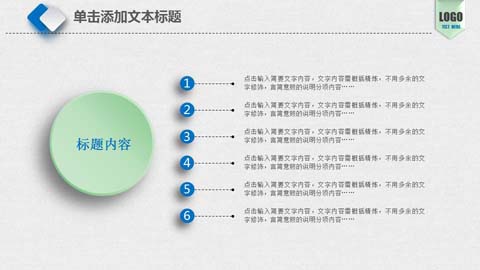 单击添加文本标题
LOGO
标题内容
1
点击输入简要文字内容，文字内容需概括精炼，不用多余的文
字修饰，言简意赅的说明分项内容……
2
点击输入简要文字内容，文字内容需概括精炼，不用多余的文
字修饰，言简意赅的说明分项内容……
3
点击输入简要文字内容，文字内容需概括精炼，不用多余的文
字修饰，言简意赅的说明分项内容……
4
点击输入简要文字内容，文字内容需概括精炼，不用多余的文
字修饰，言简意赅的说明分项内容……
5
点击输入简要文字内容，文字内容需概括精炼，不用多余的文
字修饰，言简意赅的说明分项内容……
6
点击输入简要文字内容，文字内容需概括精炼，不用多余的文
字修饰，言简意赅的说明分项内容……